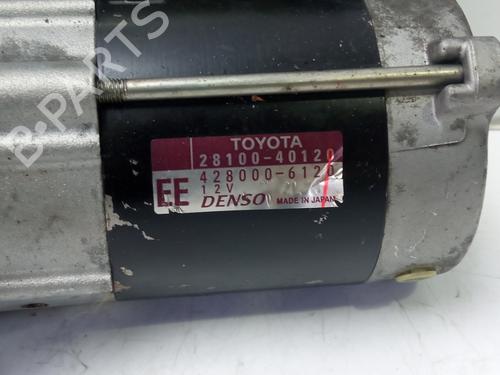 B-PARTS
TOYOTA
28100-40120
EE 428000-6120
12V
DENSO MADE IN JAPAN